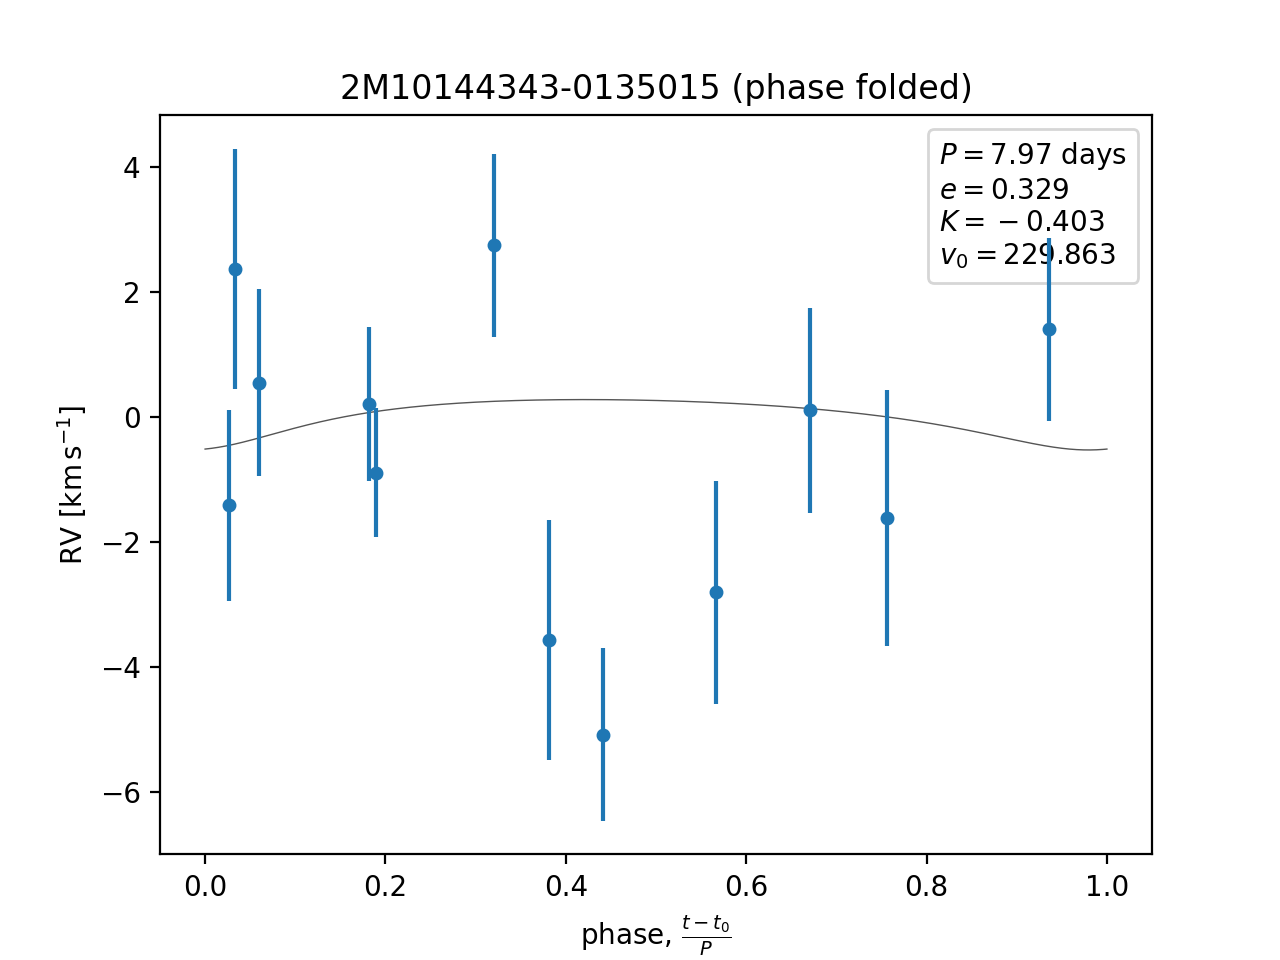 2M10144343-0135015 (phase folded)
P = 7.97 days
e = 0.329
K = −0.403
v₀ = 229.863
4
2
0
−2
−4
−6
RV [km s⁻¹]
0.0 0.2 0.4 0.6 0.8 1.0
phase, (t − t₀)/P